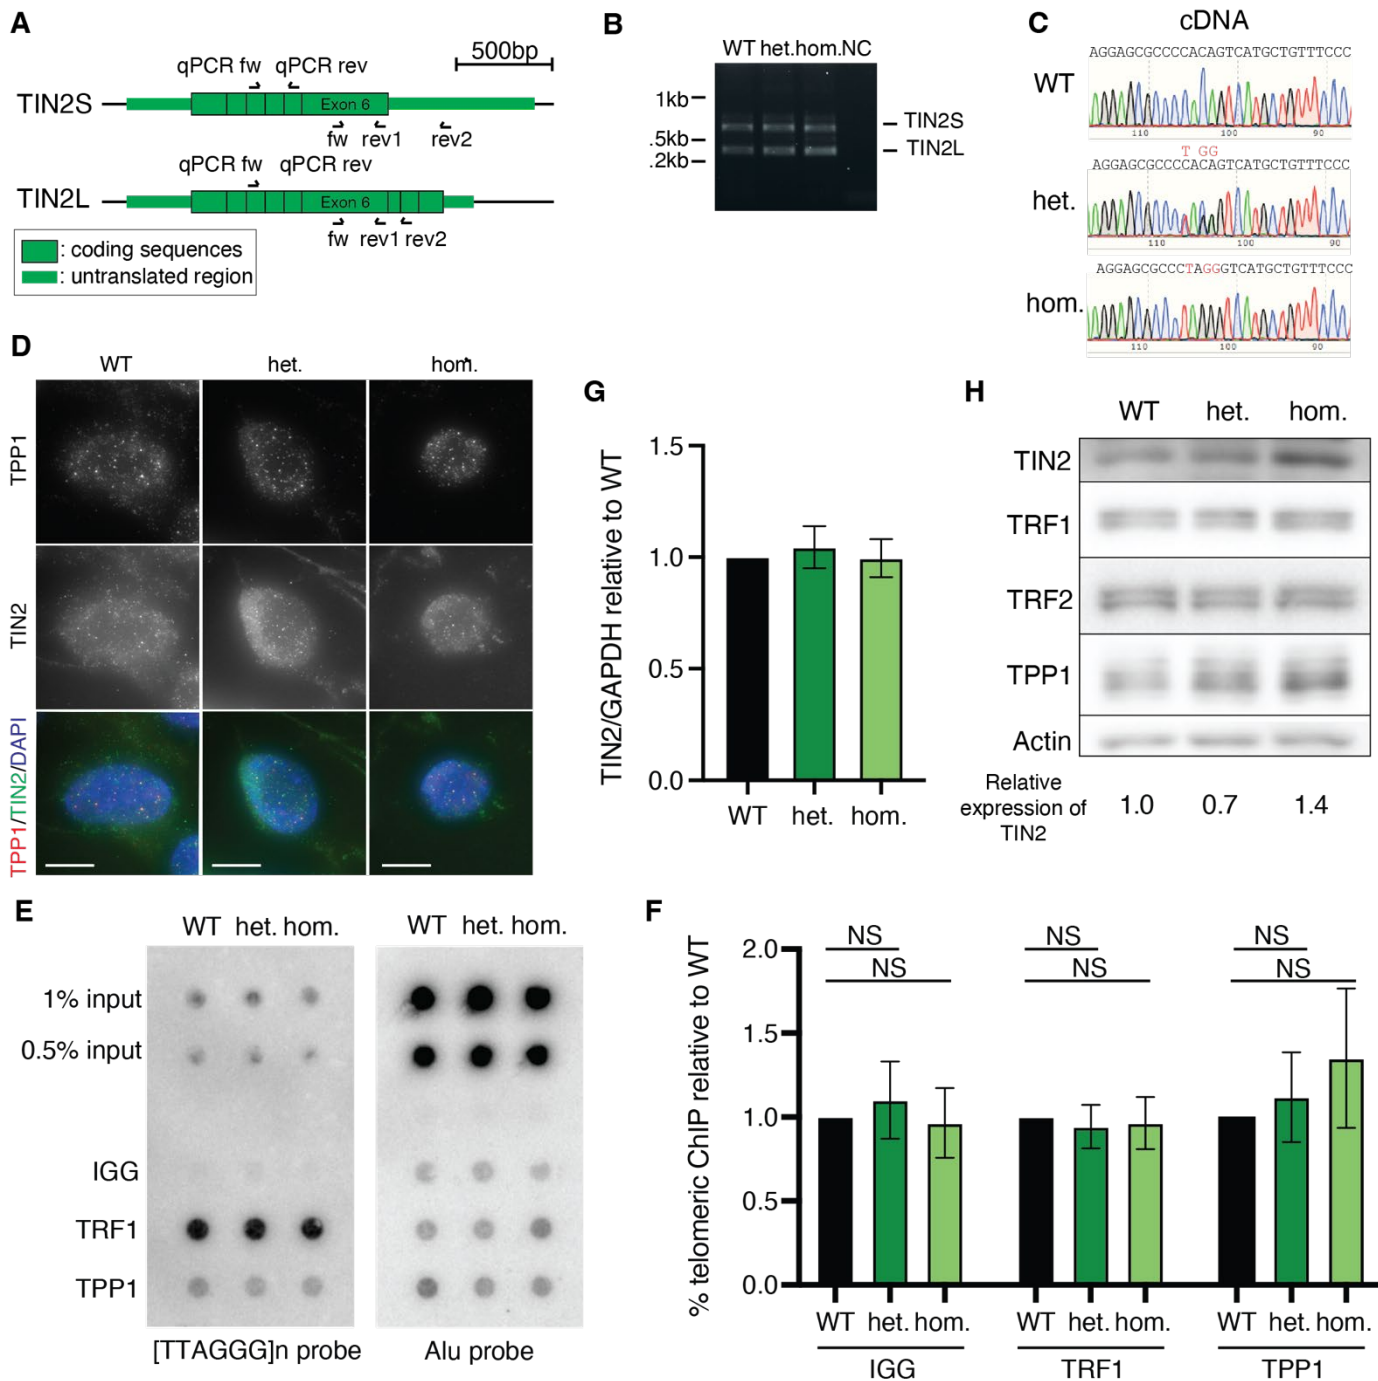 A
500bp
qPCR fw qPCR rev
TIN2S
Exon 6
fw rev1 rev2
qPCR fw qPCR rev
TIN2L
Exon 6
fw rev1 rev2
: coding sequences
: untranslated region
B
WT het. hom. NC
1kb
.5kb
.2kb
TIN2S
TIN2L
C
cDNA
WT
AGGAGCGCCCCACAGTCATGCTGTTTCCC
110 100 90
T GG
het.
AGGAGCGCCCCACAGTCATGCTGTTTCCC
110 100 90
hom.
AGGAGCGCCCTAGGGTCATGCTGTTTCCC
110 100 90
D
WT het. hom.
TPP1
TIN2
TPP1/TIN2/DAPI
G
TIN2/GAPDH relative to WT
1.5
1.0
0.5
0.0
WT het. hom.
H
WT het. hom.
TIN2
TRF1
TRF2
TPP1
Actin
Relative
expression of
TIN2
1.0 0.7 1.4
E
WT het. hom. WT het. hom.
1% input
0.5% input
IGG
TRF1
TPP1
[TTAGGG]n probe Alu probe
F
% telomeric ChIP relative to WT
2.0
1.5
1.0
0.5
0.0
NS NS NS
NS NS NS
WT het. hom. WT het. hom. WT het. hom.
IGG TRF1 TPP1